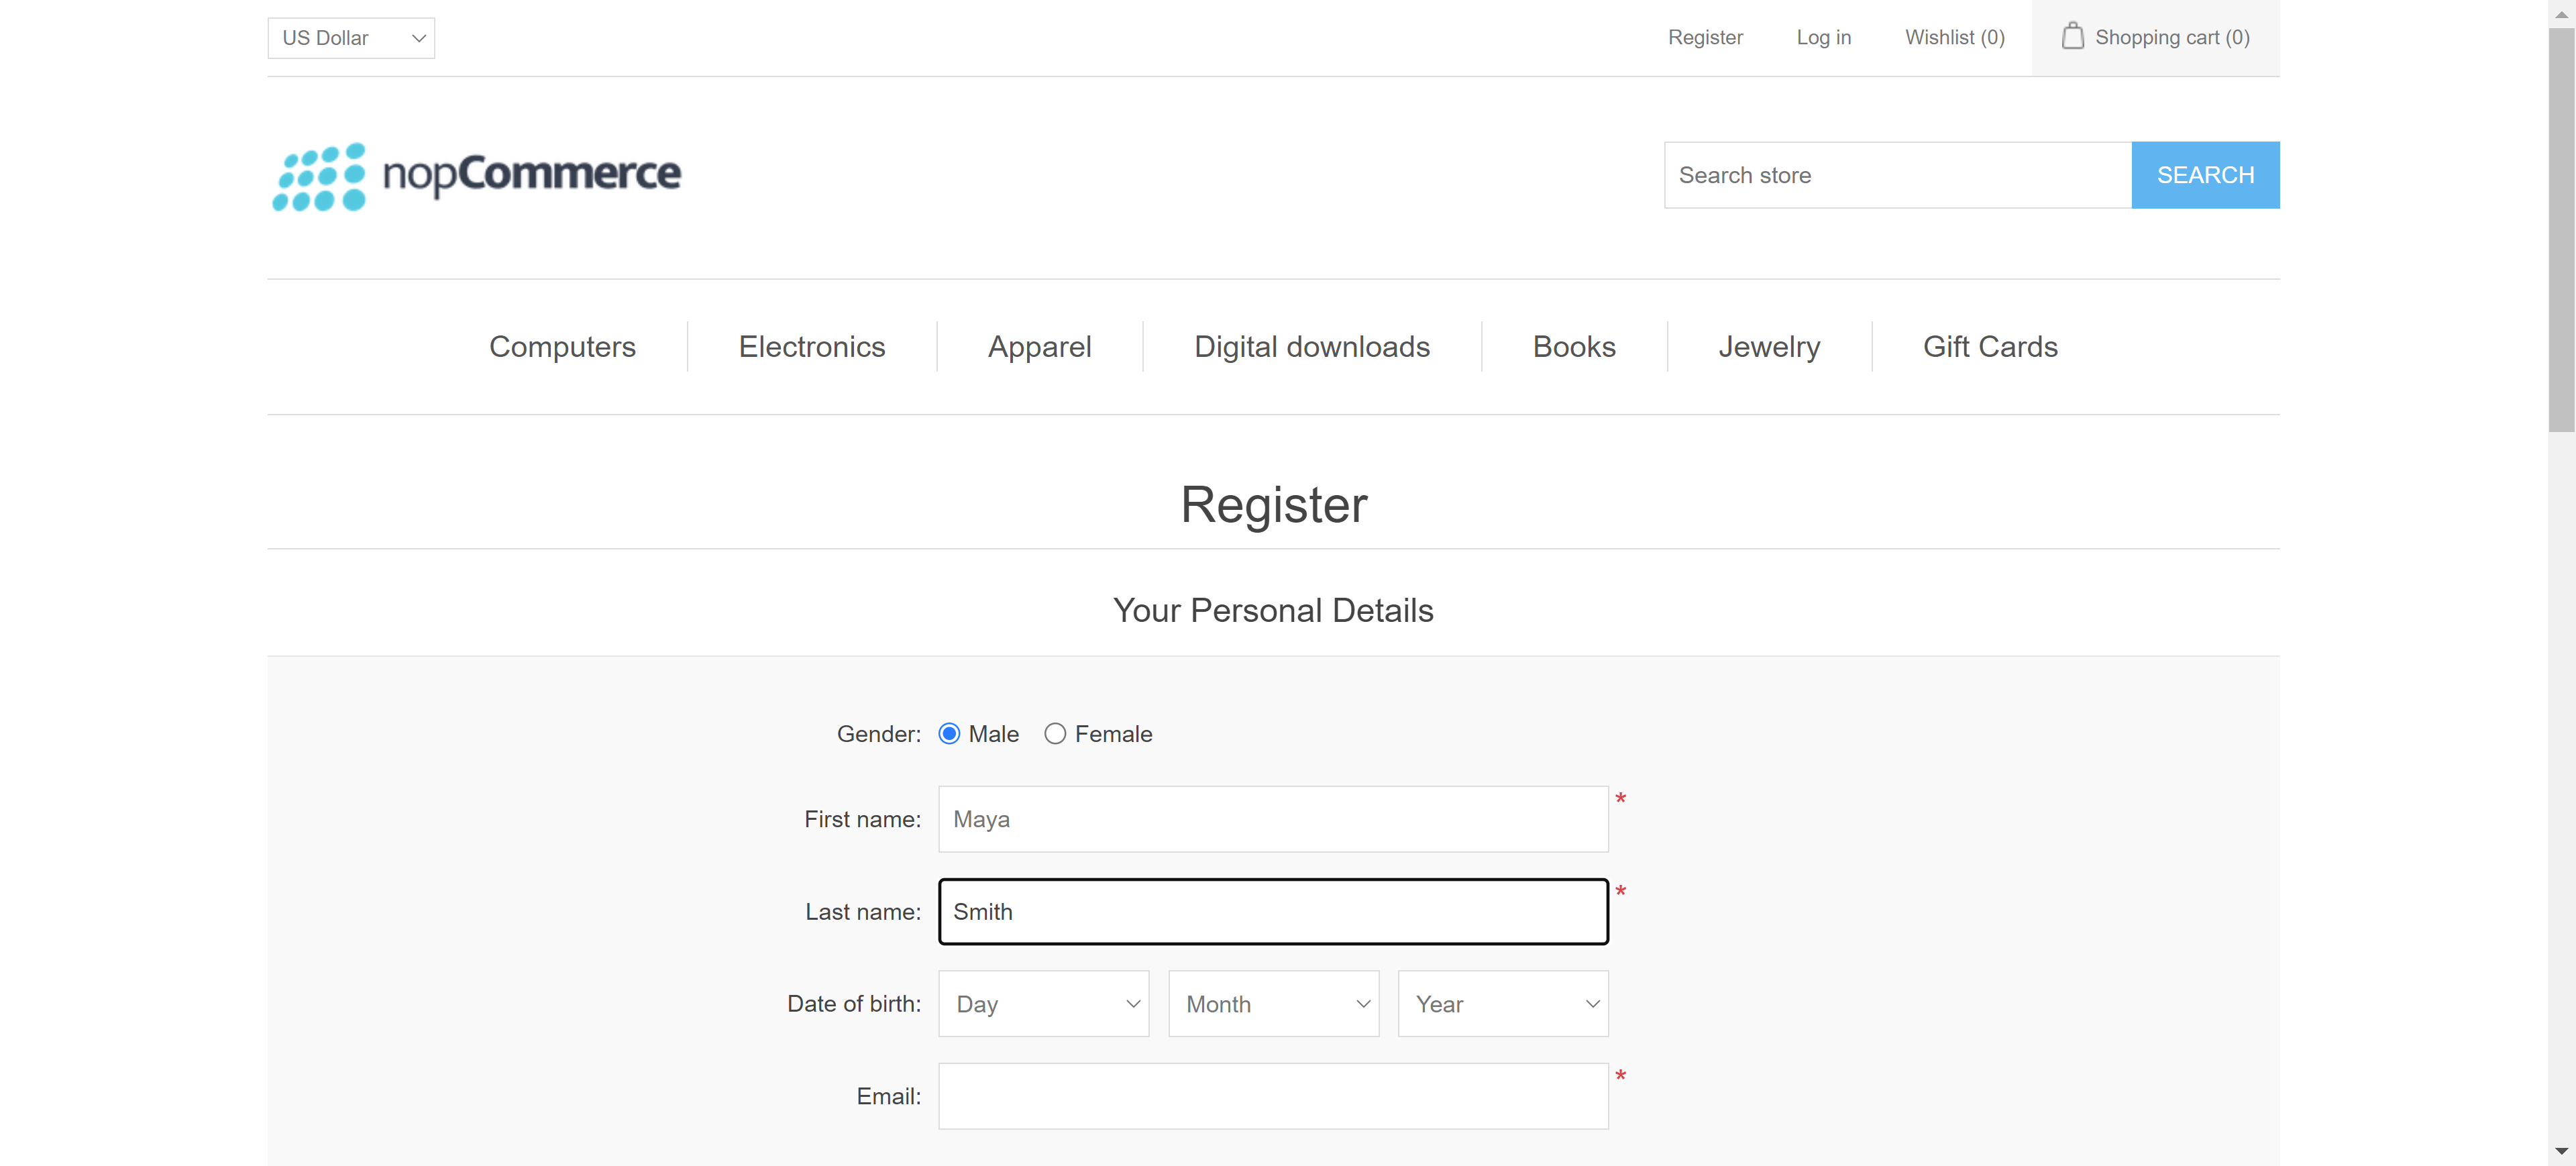 US Dollar
Register
Log in
Wishlist (0)
Shopping cart (0)
nopCommerce
Search store
SEARCH
Computers
Electronics
Apparel
Digital downloads
Books
Jewelry
Gift Cards
Register
Your Personal Details
Gender: Male Female
First name: Maya *
Last name: Smith *
Date of birth: Day Month Year
Email: *